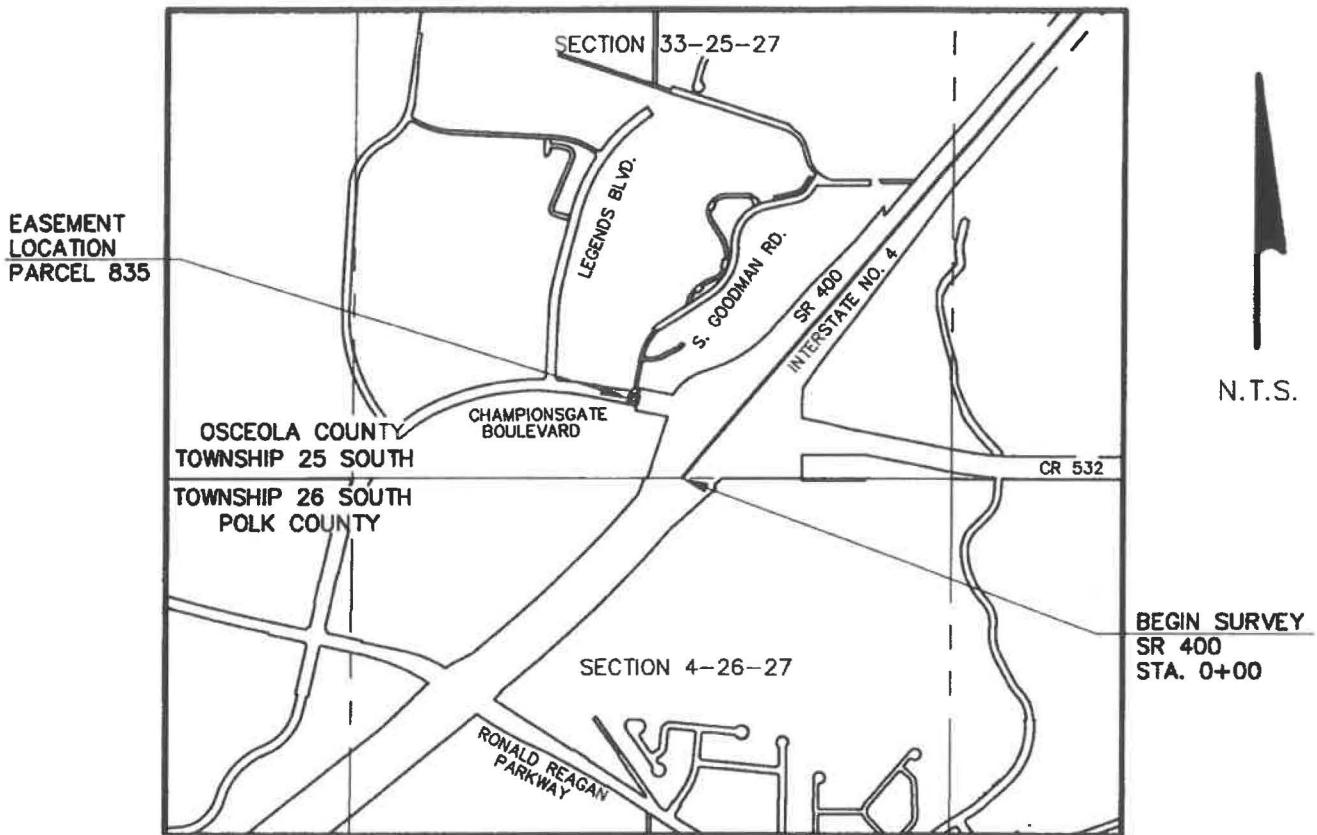 SECTION 33-25-27
LEGENDS BLVD.
EASEMENT
LOCATION
PARCEL 835
S. GOODMAN RD.
SR 400
INTERSTATE NO. 4
N.T.S.
CHAMPIONSGATE
BOULEVARD
OSCEOLA COUNTY
TOWNSHIP 25 SOUTH
CR 532
TOWNSHIP 26 SOUTH
POLK COUNTY
BEGIN SURVEY
SR 400
STA. 0+00
SECTION 4-26-27
RONALD REAGAN
PARKWAY